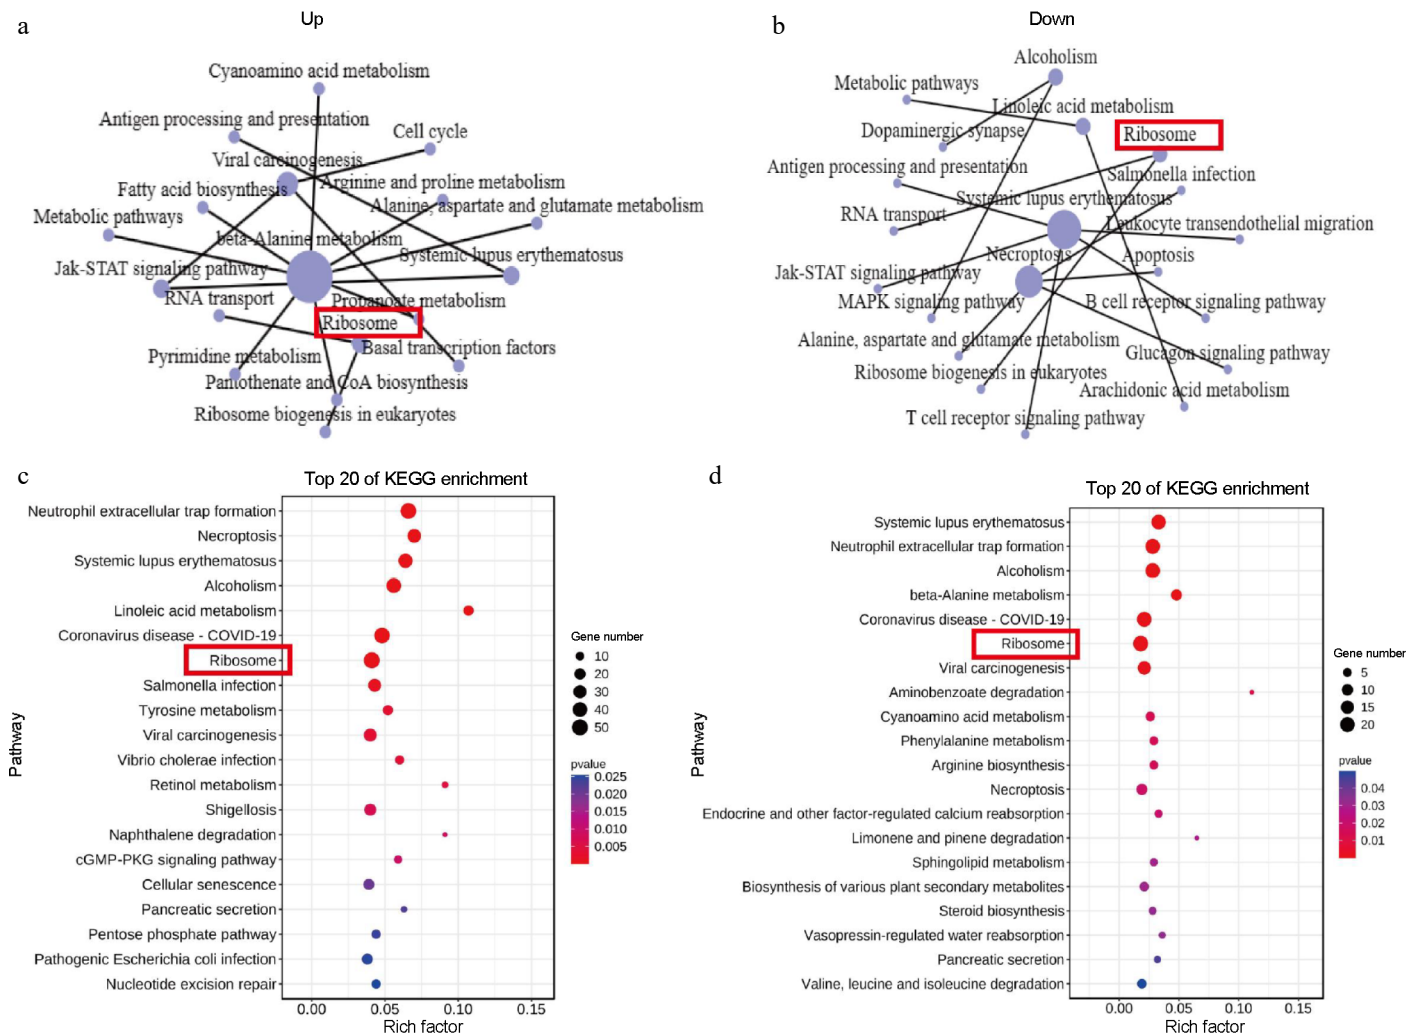 a
Up
Cyanoamino acid metabolism
Antigen processing and presentation
Cell cycle
Viral carcinogenesis
Arginine and proline metabolism
Fatty acid biosynthesis
Alanine, aspartate and glutamate metabolism
Metabolic pathways
beta-Alanine metabolism
Systemic lupus erythematosus
Jak-STAT signaling pathway
RNA transport
Propanoate metabolism
Ribosome
Basal transcription factors
Pyrimidine metabolism
Pantothenate and CoA biosynthesis
Ribosome biogenesis in eukaryotes
b
Down
Alcoholism
Metabolic pathways
Linoleic acid metabolism
Dopaminergic synapse
Ribosome
Antigen processing and presentation
Salmonella infection
Systemic lupus erythematosus
RNA transport
Leukocyte transendothelial migration
Necroptosis
Apoptosis
Jak-STAT signaling pathway
MAPK signaling pathway
B cell receptor signaling pathway
Alanine, aspartate and glutamate metabolism
Glucagon signaling pathway
Ribosome biogenesis in eukaryotes
Arachidonic acid metabolism
T cell receptor signaling pathway
c
Top 20 of KEGG enrichment
Neutrophil extracellular trap formation
Necroptosis
Systemic lupus erythematosus
Alcoholism
Linoleic acid metabolism
Coronavirus disease - COVID-19
Ribosome
Salmonella infection
Tyrosine metabolism
Viral carcinogenesis
Vibrio cholerae infection
Retinol metabolism
Shigellosis
Naphthalene degradation
cGMP-PKG signaling pathway
Cellular senescence
Pancreatic secretion
Pentose phosphate pathway
Pathogenic Escherichia coli infection
Nucleotide excision repair
Pathway
0.00 0.05 0.10 0.15
Rich factor
Gene number
10
20
30
40
50
pvalue
0.025
0.020
0.015
0.010
0.005
d
Top 20 of KEGG enrichment
Systemic lupus erythematosus
Neutrophil extracellular trap formation
Alcoholism
beta-Alanine metabolism
Coronavirus disease - COVID-19
Ribosome
Viral carcinogenesis
Aminobenzoate degradation
Cyanoamino acid metabolism
Phenylalanine metabolism
Arginine biosynthesis
Necroptosis
Endocrine and other factor-regulated calcium reabsorption
Limonene and pinene degradation
Sphingolipid metabolism
Biosynthesis of various plant secondary metabolites
Steroid biosynthesis
Vasopressin-regulated water reabsorption
Pancreatic secretion
Valine, leucine and isoleucine degradation
Pathway
0.00 0.05 0.10 0.15
Rich factor
Gene number
5
10
15
20
pvalue
0.04
0.03
0.02
0.01